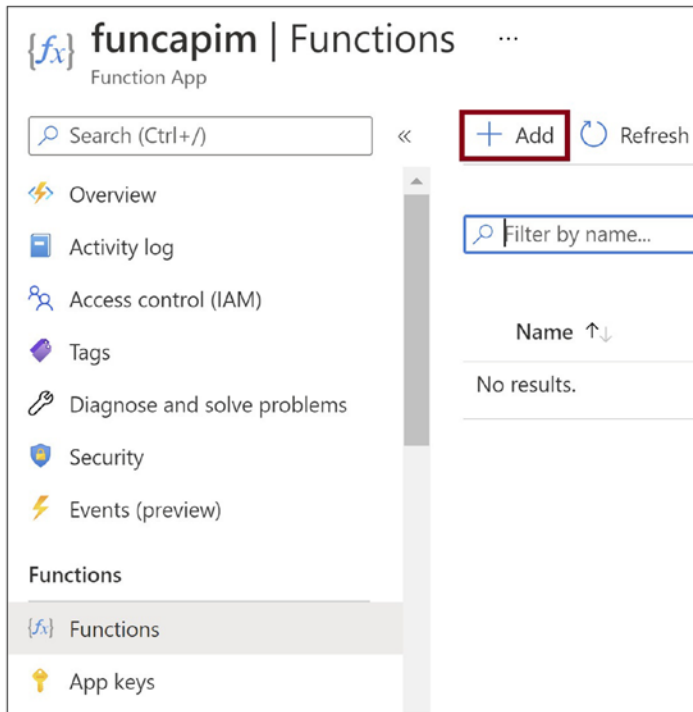 {fx} funcapim | Functions ...
Function App
Search (Ctrl+/)
«
+ Add Refresh
Overview
Filter by name...
Activity log
Access control (IAM)
Name ↑↓
Tags
No results.
Diagnose and solve problems
Security
Events (preview)
Functions
{fx} Functions
App keys